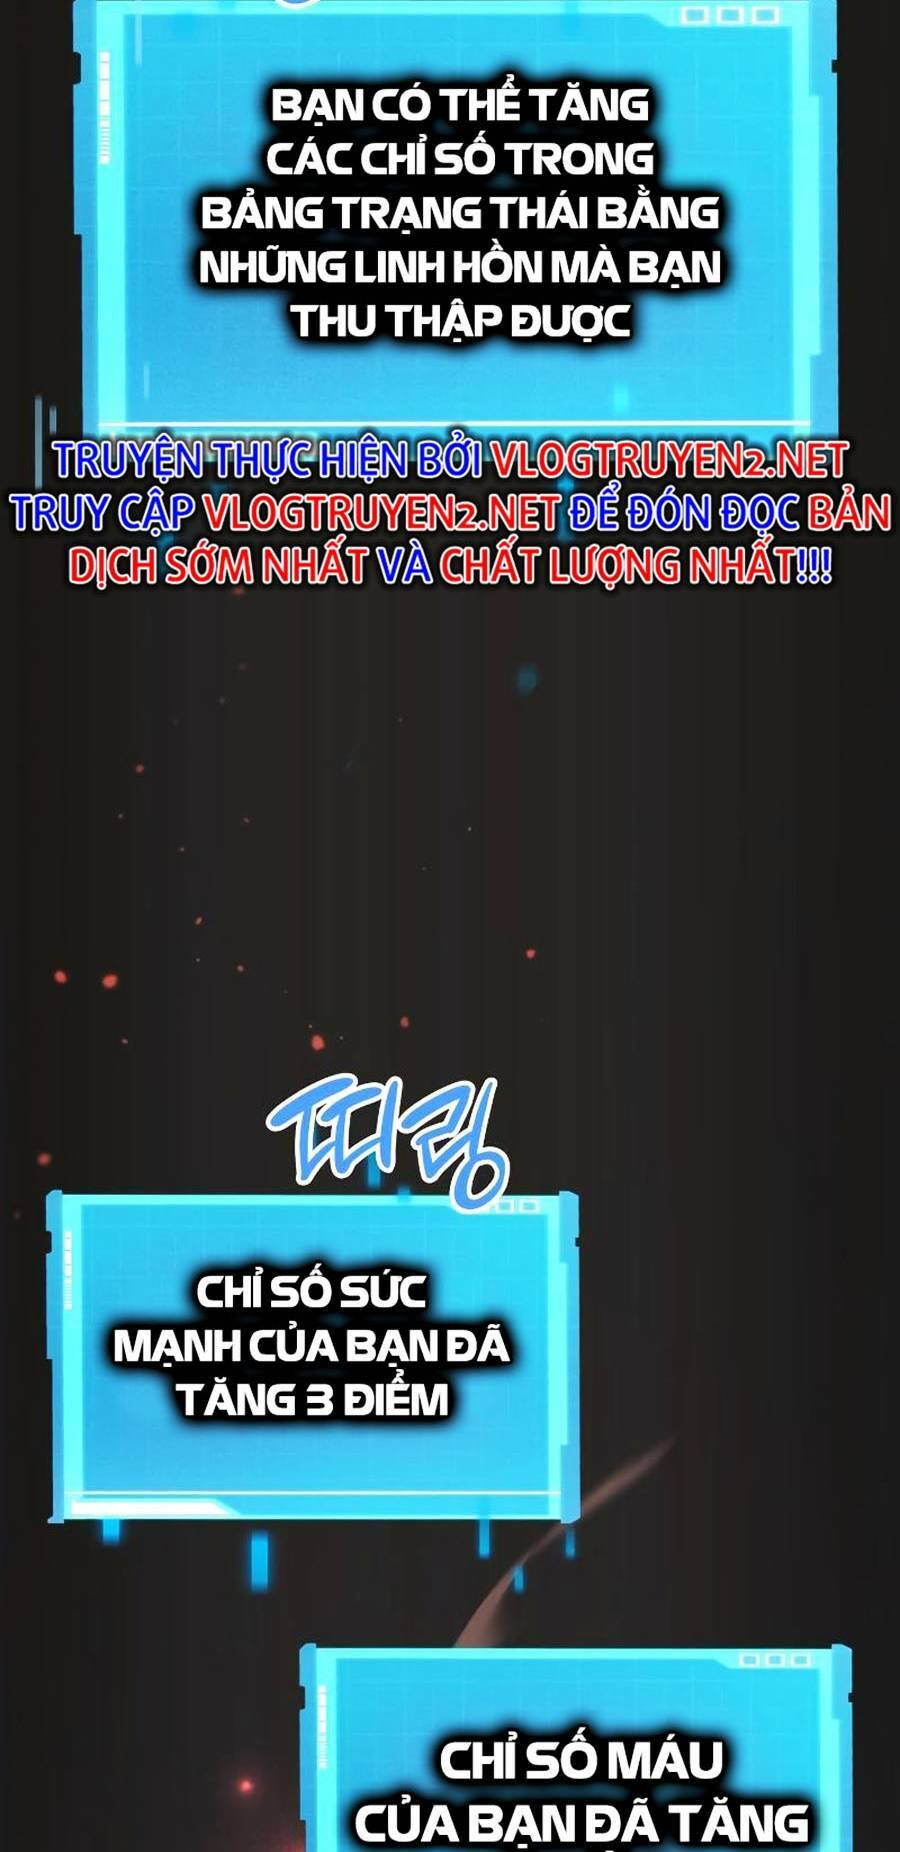 BẠN CÓ THỂ TĂNG
CÁC CHỈ SỐ TRONG
BẢNG TRẠNG THÁI BẰNG
NHỮNG LINH HỒN MÀ BẠN
THU THẬP ĐƯỢC
TRUYỆN THỰC HIỆN BỞI VLOGTRUYEN2.NET
TRUY CẬP VLOGTRUYEN2.NET ĐỂ ĐÓN ĐỌC BẢN
DỊCH SỚM NHẤT VÀ CHẤT LƯỢNG NHẤT!!!
띠링
CHỈ SỐ SỨC
MẠNH CỦA BẠN ĐÃ
TĂNG 3 ĐIỂM
CHỈ SỐ MÁU
CỦA BẠN ĐÃ TĂNG